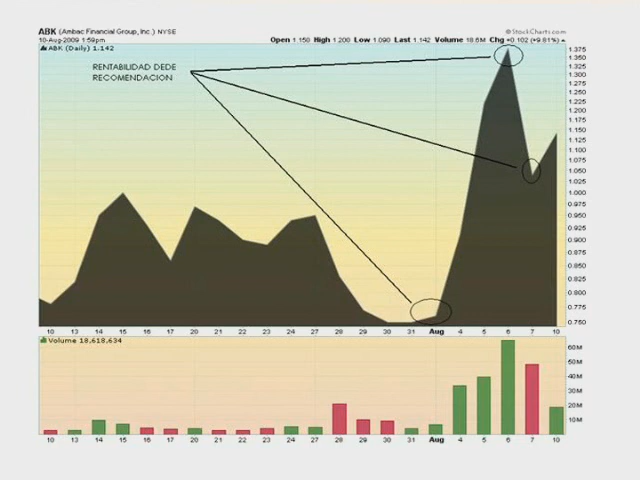 ABK (Ambac Financial Group, Inc.) NYSE
© StockCharts.com
10-Aug-2009 1:59pm
Open 1.150 High 1.200 Low 1.090 Last 1.142 Volume 18.6M Chg +0.102 (+9.81%)
ABK (Daily) 1.142
RENTABILIDAD DEDE
RECOMENDACION
1.375
1.350
1.325
1.300
1.275
1.250
1.225
1.200
1.175
1.150
1.125
1.100
1.075
1.050
1.025
1.000
0.975
0.950
0.925
0.900
0.875
0.850
0.825
0.800
0.775
0.750
10 13 14 15 16 17 20 21 22 23 24 27 28 29 30 31 Aug 4 5 6 7 10
Volume 18,618,634
60M
50M
40M
30M
20M
10M
10 13 14 15 16 17 20 21 22 23 24 27 28 29 30 31 Aug 4 5 6 7 10